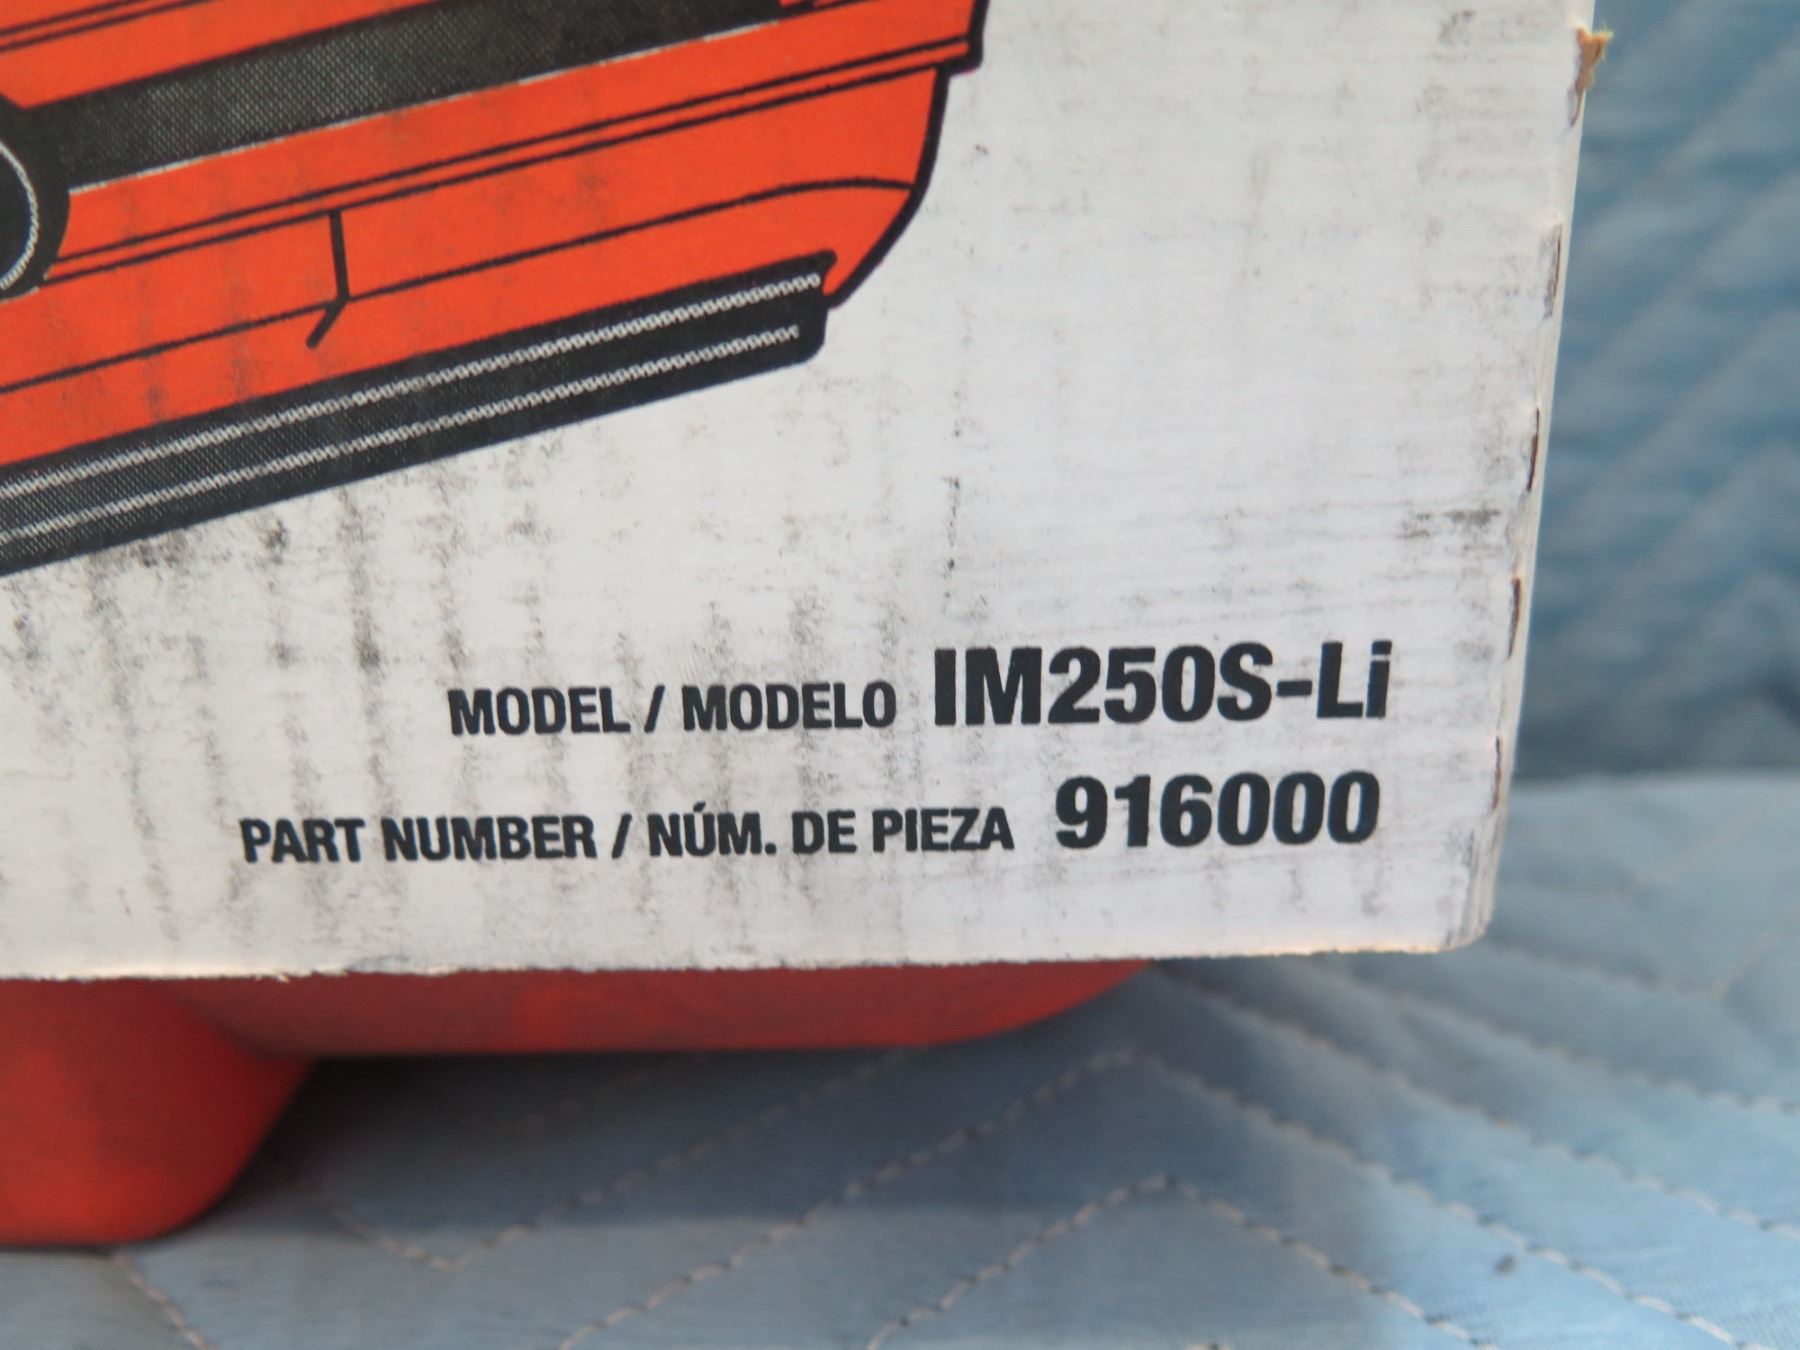 MODEL / MODELO IM250S-Li
PART NUMBER / NÚM. DE PIEZA 916000